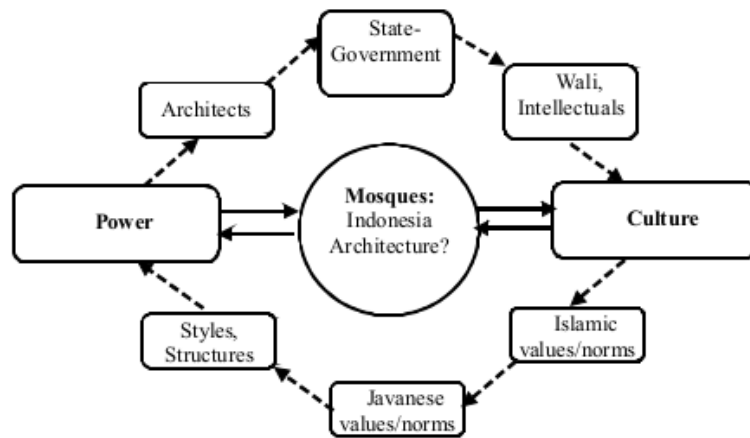 State-
Government
Wali,
Intellectuals
Architects
Mosques:
Indonesia
Architecture?
Power
Culture
Styles,
Structures
Islamic
values/norms
Javanese
values/norms